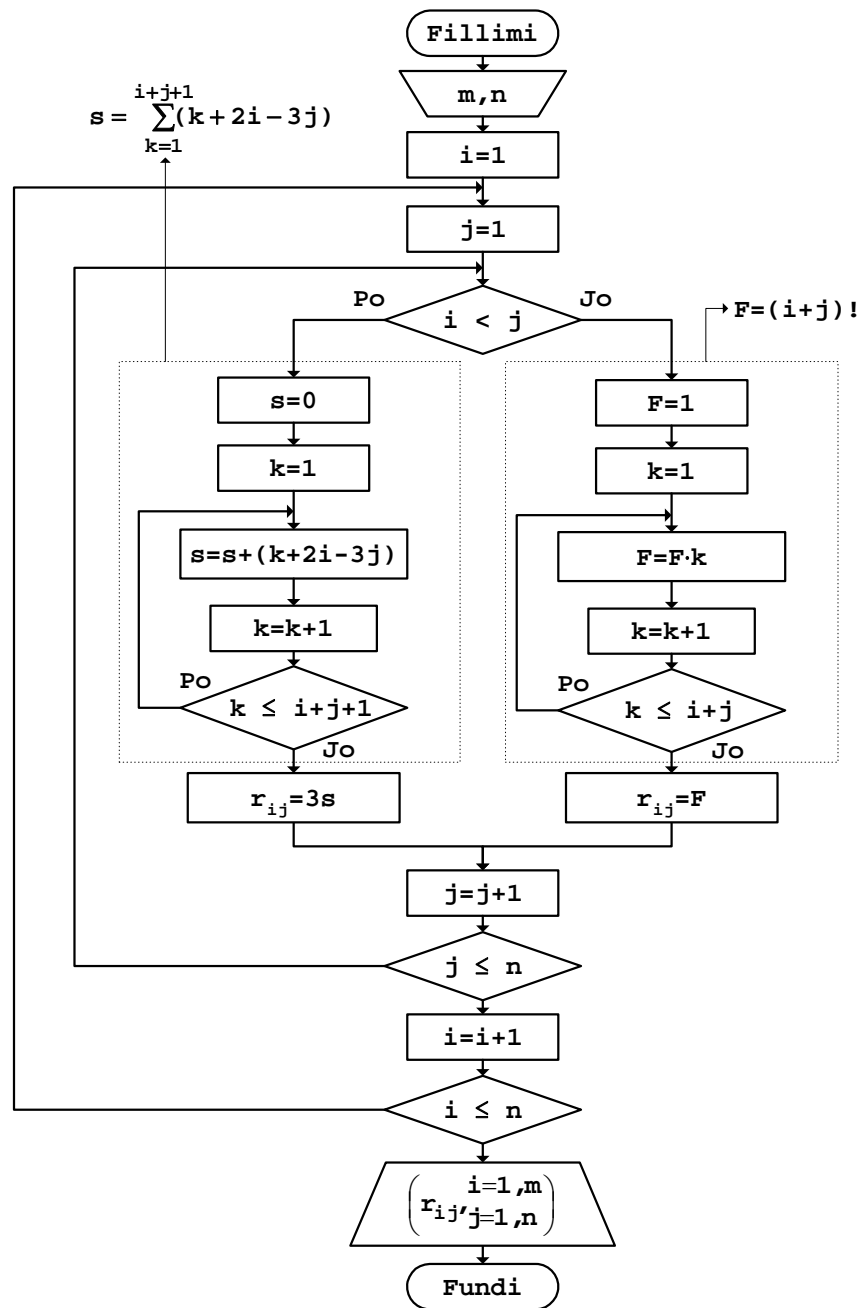 Fillimi
m,n
i+j+1
s = ∑(k+2i−3j)
k=1
i=1
j=1
Po
Jo
i < j
F=(i+j)!
s=0
F=1
k=1
k=1
s=s+(k+2i-3j)
F=F·k
k=k+1
k=k+1
Po
Po
k ≤ i+j+1
k ≤ i+j
Jo
Jo
rij=3s
rij=F
j=j+1
j ≤ n
i=i+1
i ≤ n
i=1,m
(rij, j=1,n)
Fundi